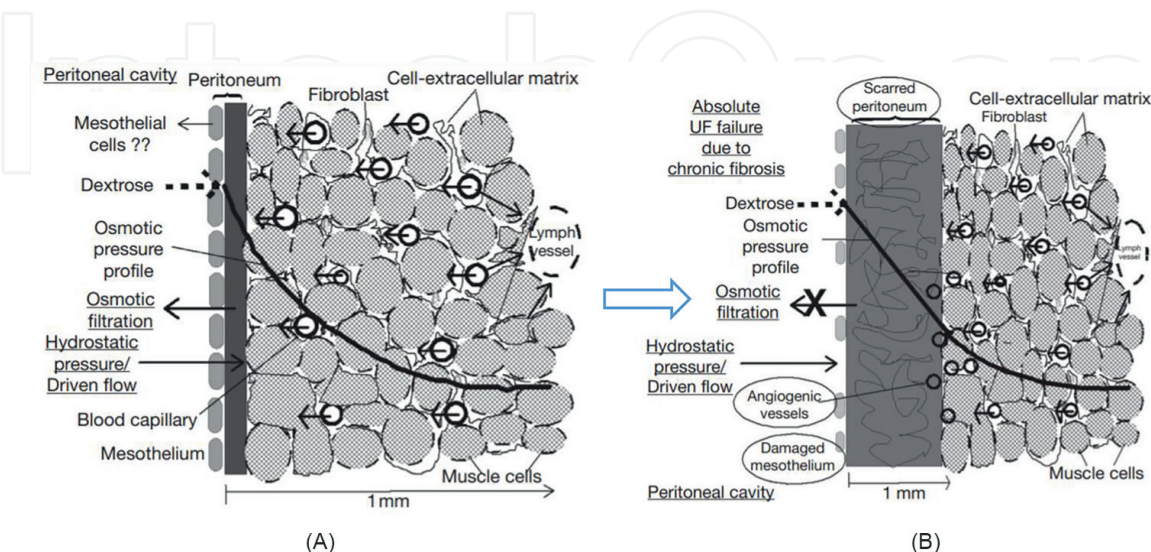 Peritoneal cavity
Peritoneum
Cell-extracellular matrix
Fibroblast
Mesothelial
cells ??
Dextrose
Osmotic
pressure
profile
Lymph
vessel
Osmotic
filtration
Hydrostatic
pressure/
Driven flow
Blood capillary
Mesothelium
Muscle cells
1mm
(A)
Absolute
UF failure
due to
chronic fibrosis
Scarred
peritoneum
Cell-extracellular matrix
Fibroblast
Dextrose
Osmotic
pressure
profile
Lymph
vessel
Osmotic
filtration
X
Hydrostatic
pressure/
Driven flow
Angiogenic
vessels
Damaged
mesothelium
Muscle cells
Peritoneal cavity
1 mm
(B)